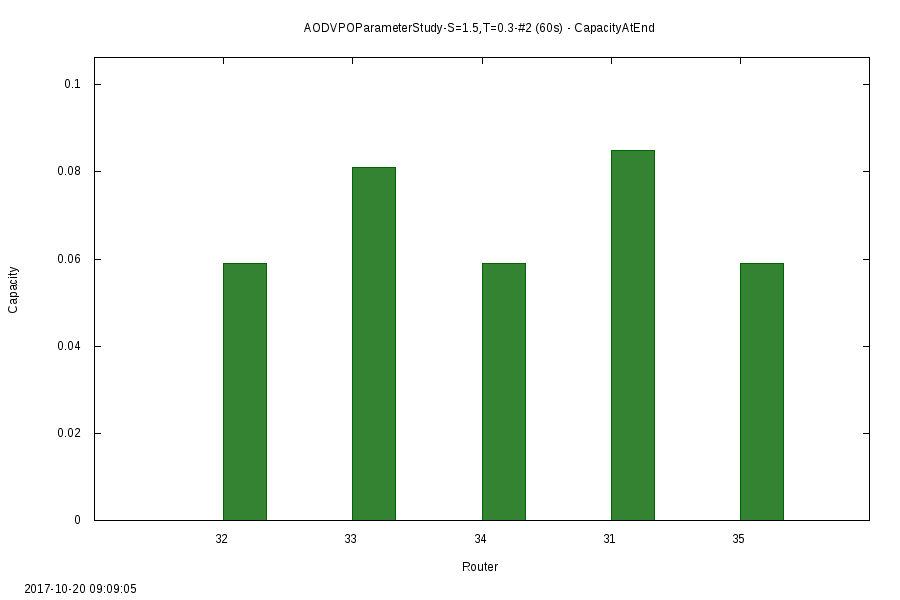 AODVPOParameterStudy-S=1.5,T=0.3-#2 (60s) - CapacityAtEnd
0.1
0.08
0.06
0.04
0.02
0
Capacity
32 33 34 31 35
Router
2017-10-20 09:09:05